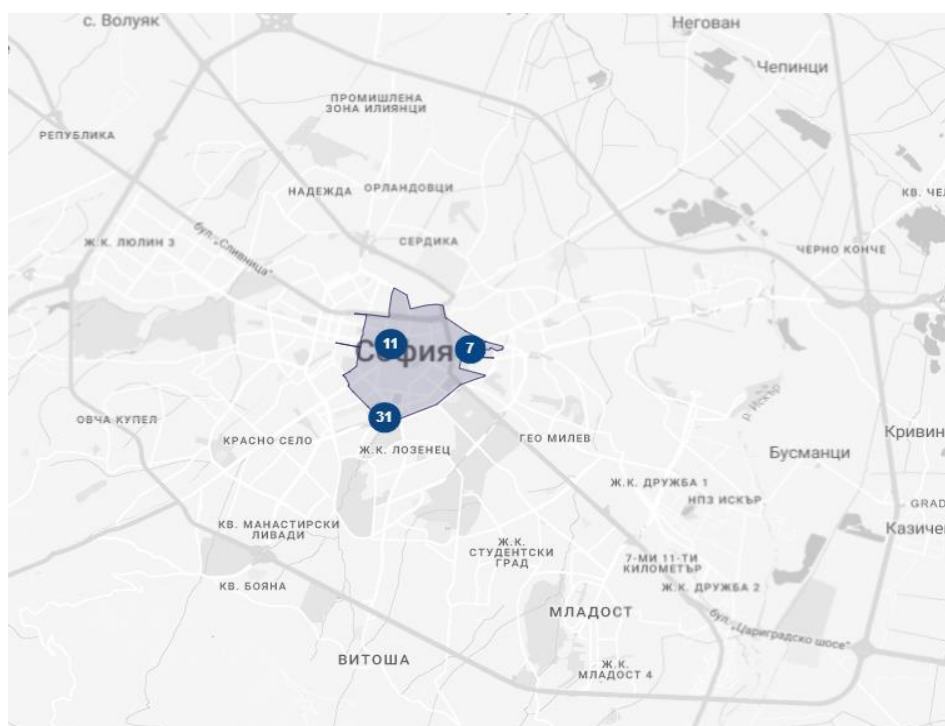 с. Волуяк
Негован
Чепинци
ПРОМИШЛЕНА
ЗОНА ИЛИЯНЦИ
РЕПУБЛИКА
НАДЕЖДА
ОРЛАНДОВЦИ
КВ. ЧЕЛ
Ж.К. ЛЮЛИН 3
бул. „Сливница"
СЕРДИКА
ЧЕРНО КОНЧЕ
11
7
София
31
р. Искър
ОВЧА КУПЕЛ
КРАСНО СЕЛО
Ж.К. ЛОЗЕНЕЦ
ГЕО МИЛЕВ
Кривин
Бусманци
Ж.К. ДРУЖБА 1
НПЗ ИСКЪР
GRAD
Казиче
КВ. МАНАСТИРСКИ
ЛИВАДИ
Ж.К.
СТУДЕНТСКИ
ГРАД
7-МИ 11-ТИ
КИЛОМЕТЪР
КВ. БОЯНА
Ж.К. ДРУЖБА 2
МЛАДОСТ
бул. „Цариградско шосе"
ВИТОША
Ж.К.
МЛАДОСТ 4